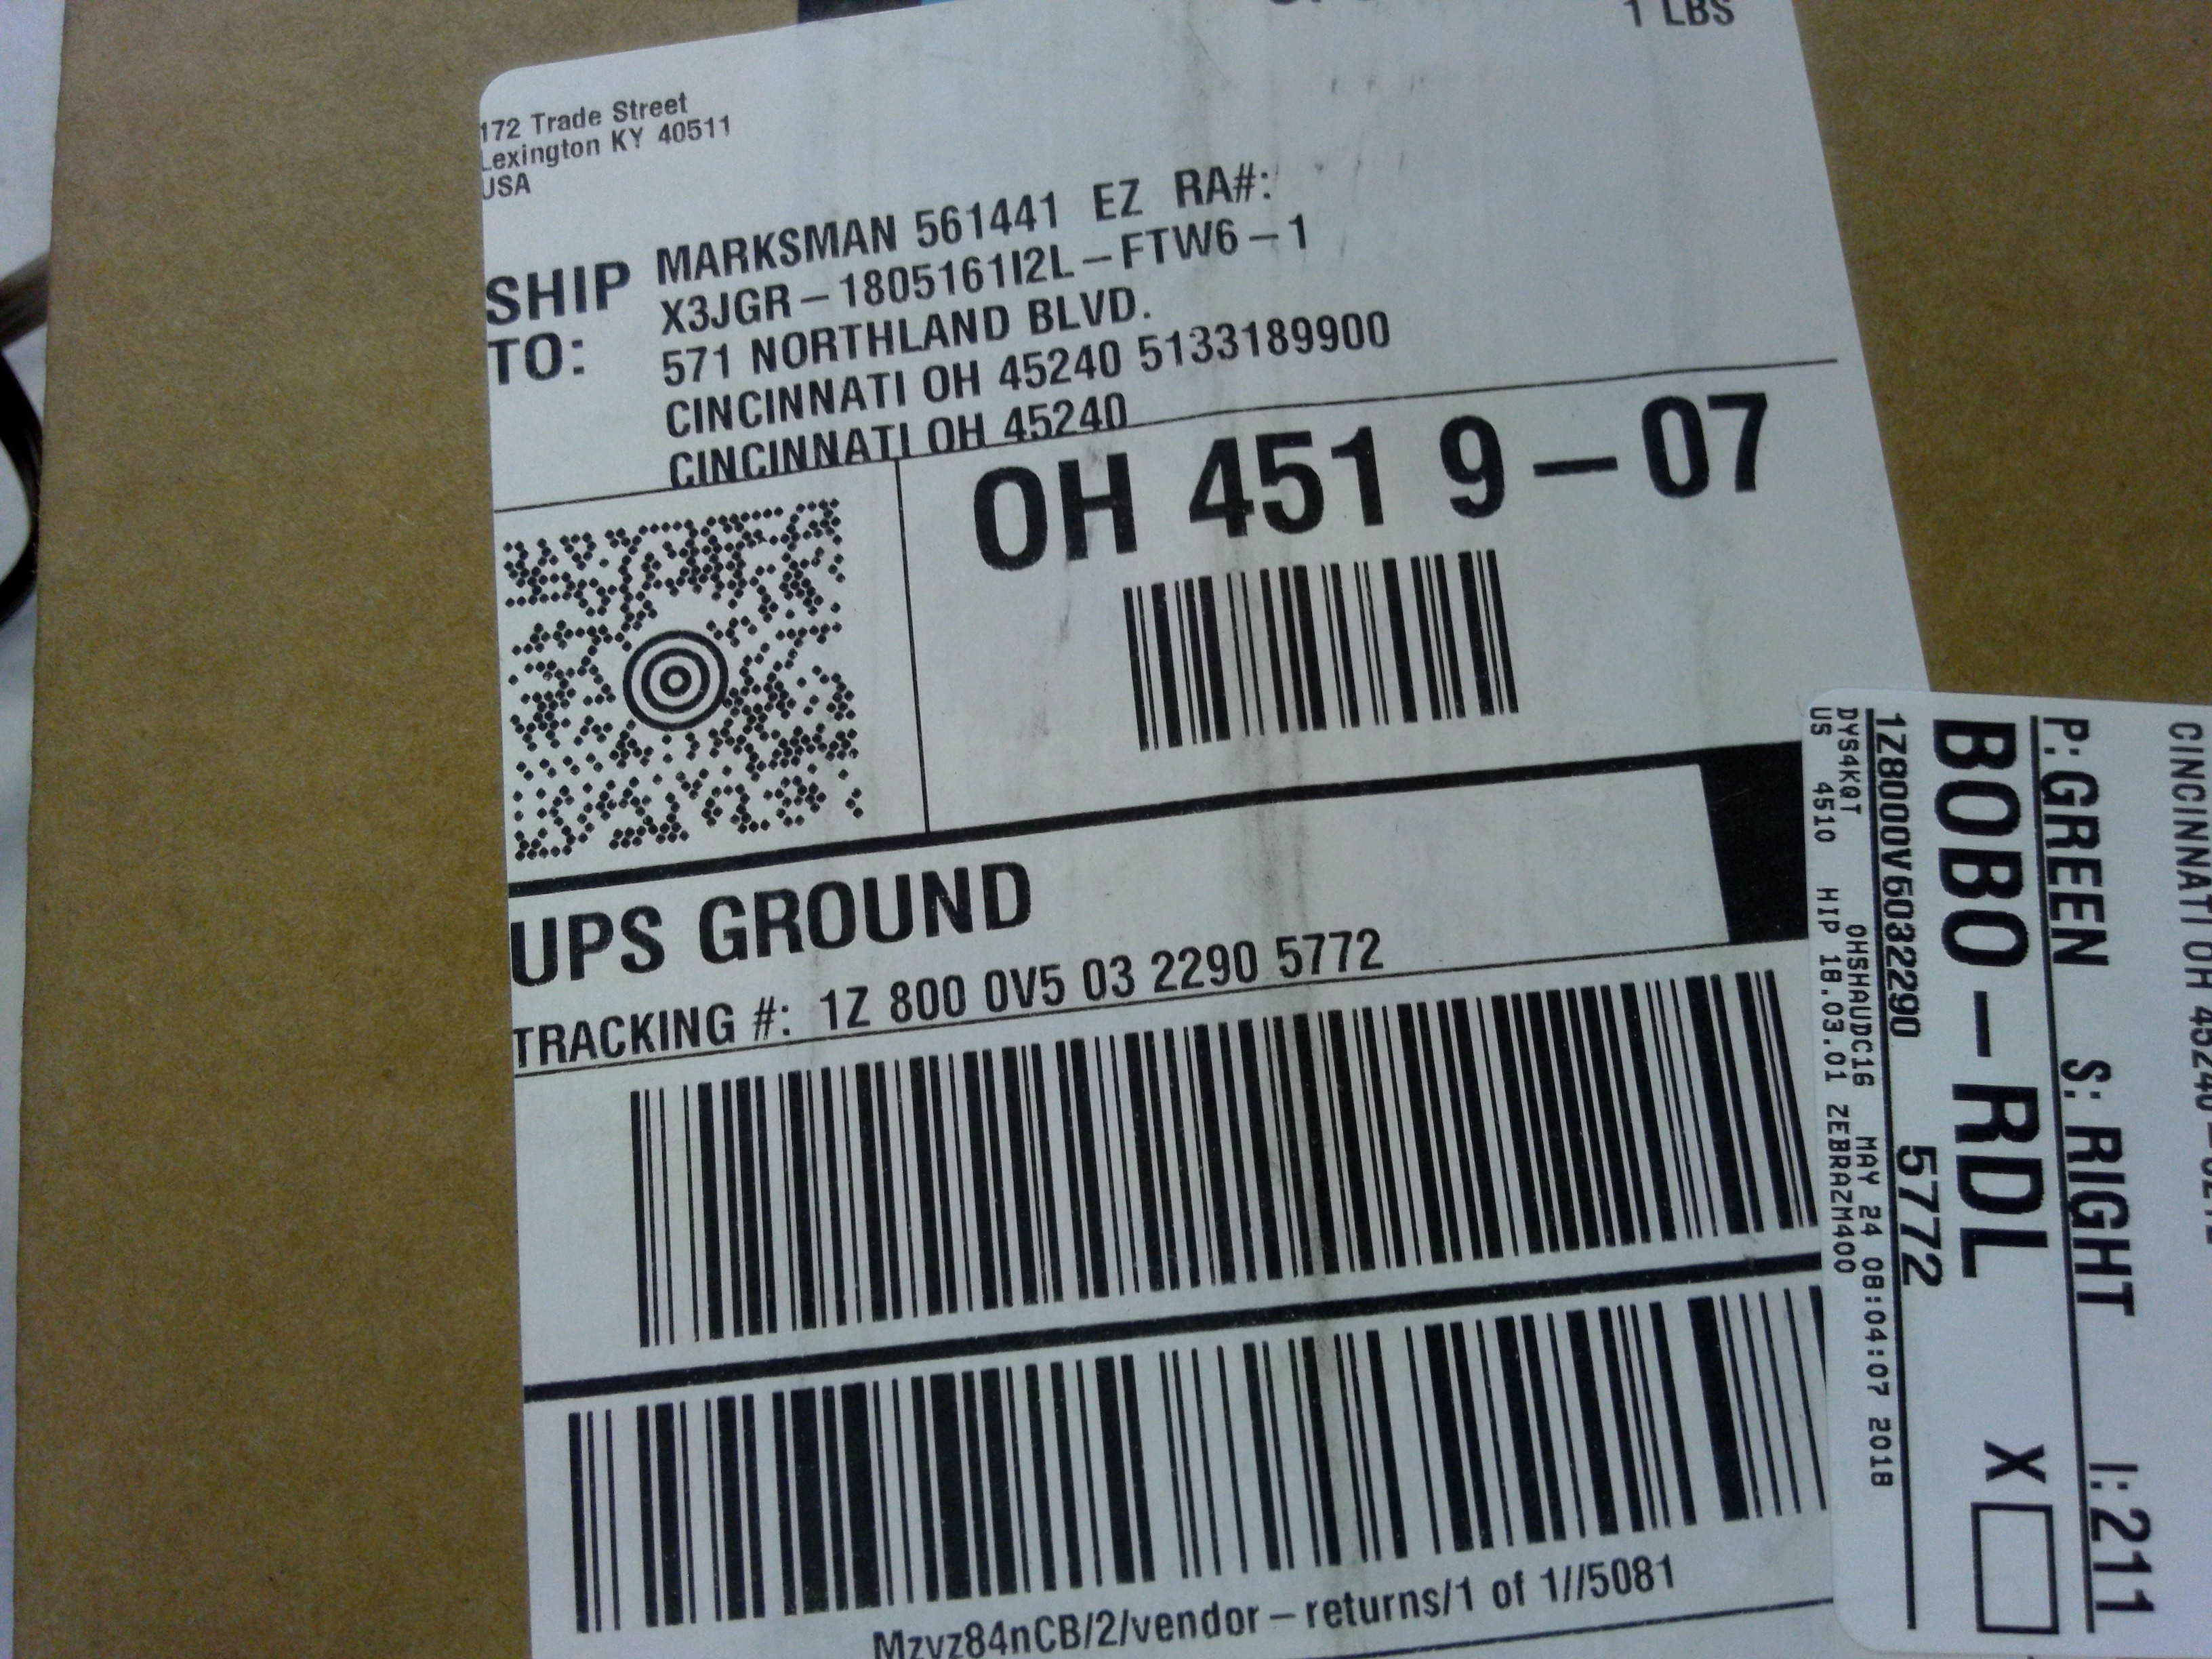 1 LBS
172 Trade Street
Lexington KY 40511
USA
SHIP TO:
MARKSMAN 561441 EZ RA#:
X3JGR-1805161I2L-FTW6-1
571 NORTHLAND BLVD.
CINCINNATI OH 45240 5133189900
CINCINNATI OH 45240
OH 451 9-07
UPS GROUND
TRACKING #: 1Z 800 0V5 03 2290 5772
Mzvz84nCB/2/vendor-returns/1 of 1//5081
CINCINNATI OH 45240
P:GREEN S:RIGHT I:211
BOBO-RDL X
1Z8000V5032290 5772
DYS4KQT OHSHAUDC16 MAY 24 08:04:07 2018
US 4510 HIP 18.03.01 ZEBRAZM400